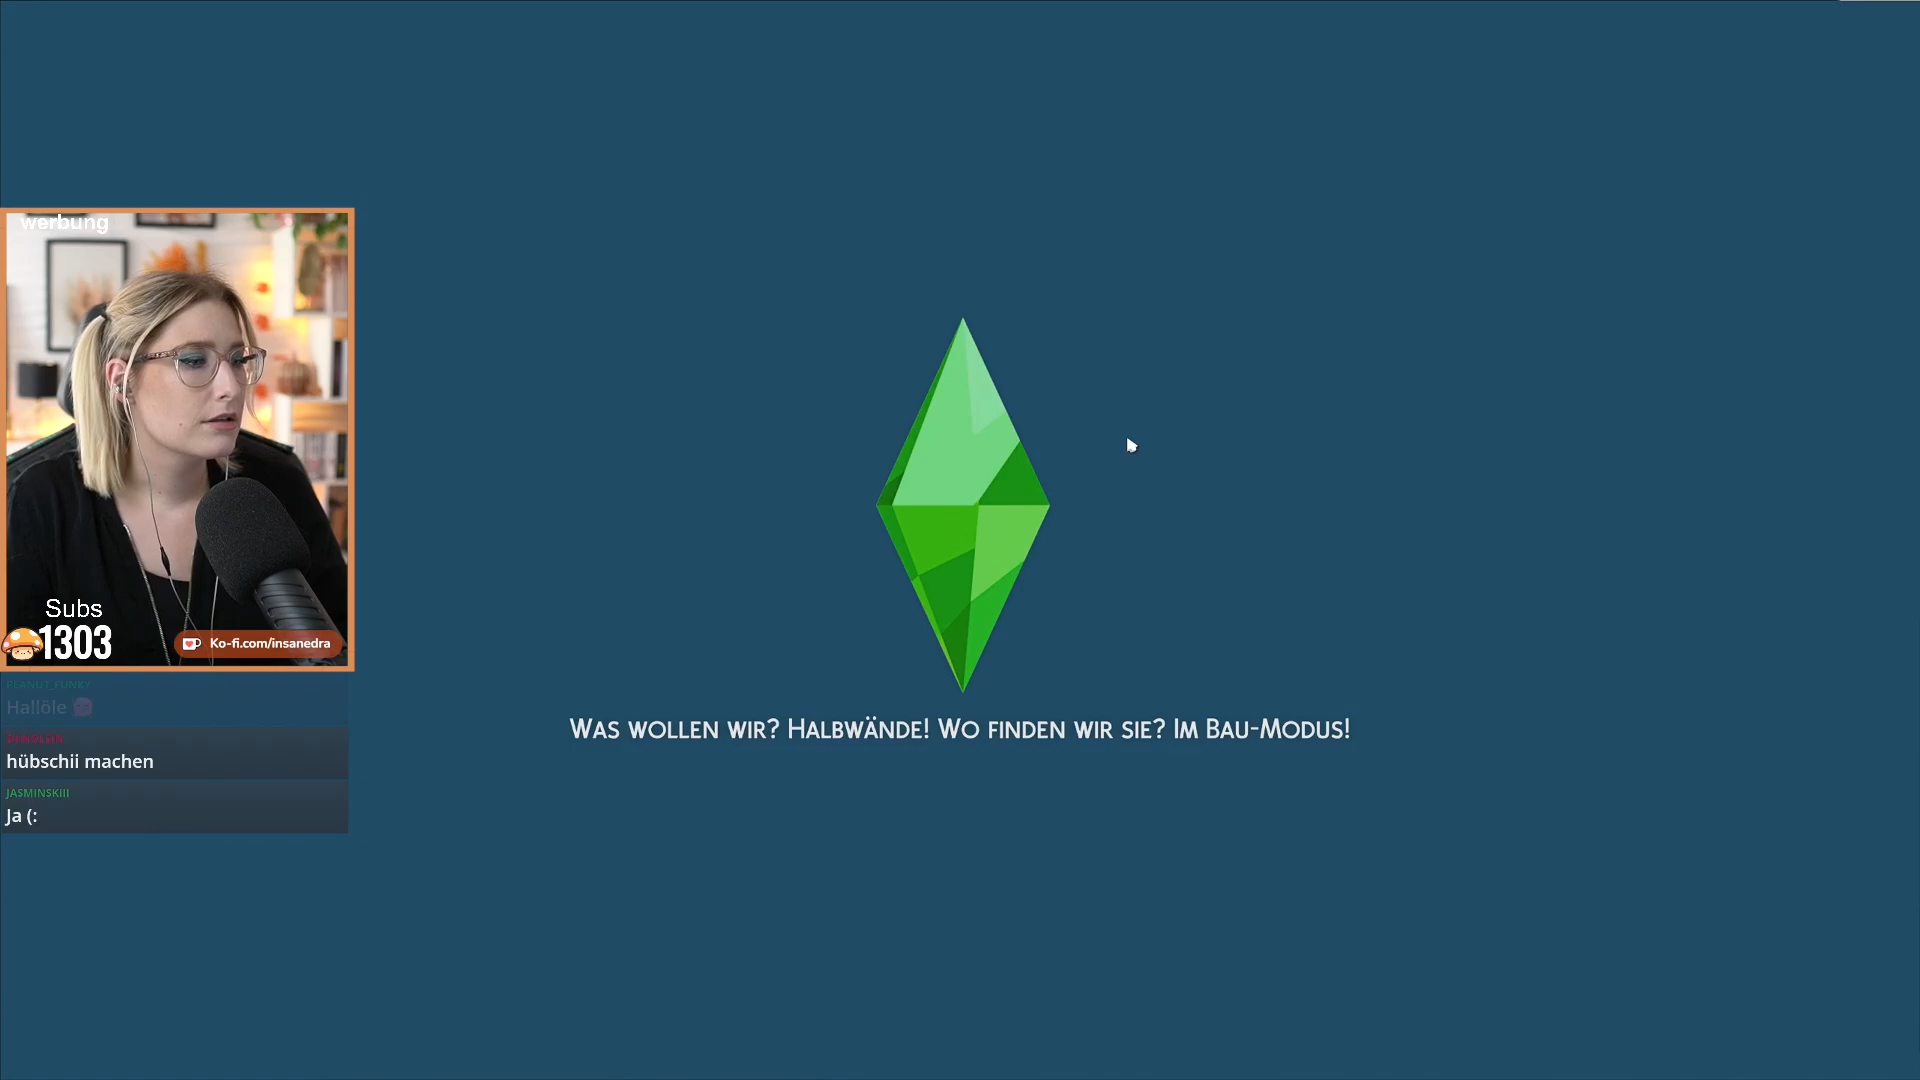 werbung
Subs
1303
Ko-fi.com/insanedra
PEANUT_FUNKY
Hallöle
hübschii machen
JASMINSKIII
Ja (:
Was wollen wir? Halbwände! Wo finden wir sie? Im Bau-Modus!